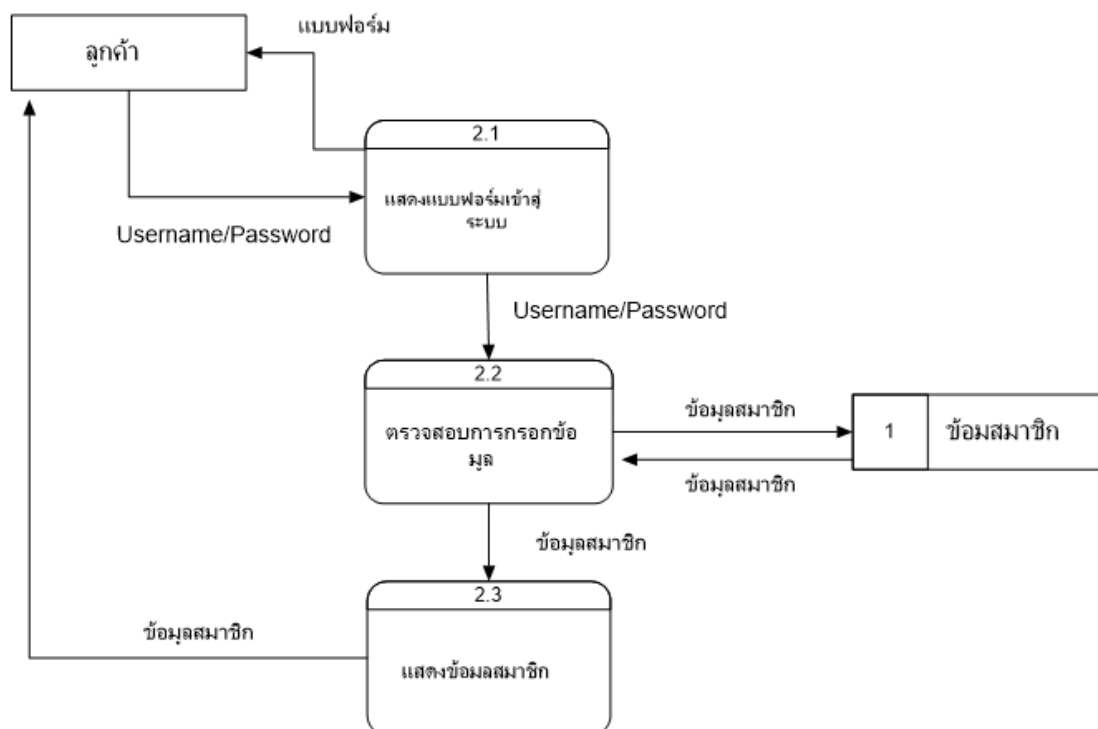 แบบฟอร์ม
ลูกค้า
2.1
แสดงแบบฟอร์มเข้าสู่
ระบบ
Username/Password
Username/Password
2.2
ตรวจสอบการกรอกข้อ
มูล
ข้อมูลสมาชิก
1
ข้อมสมาชิก
ข้อมูลสมาชิก
ข้อมูลสมาชิก
2.3
ข้อมูลสมาชิก
แสดงข้อมลสมาชิก